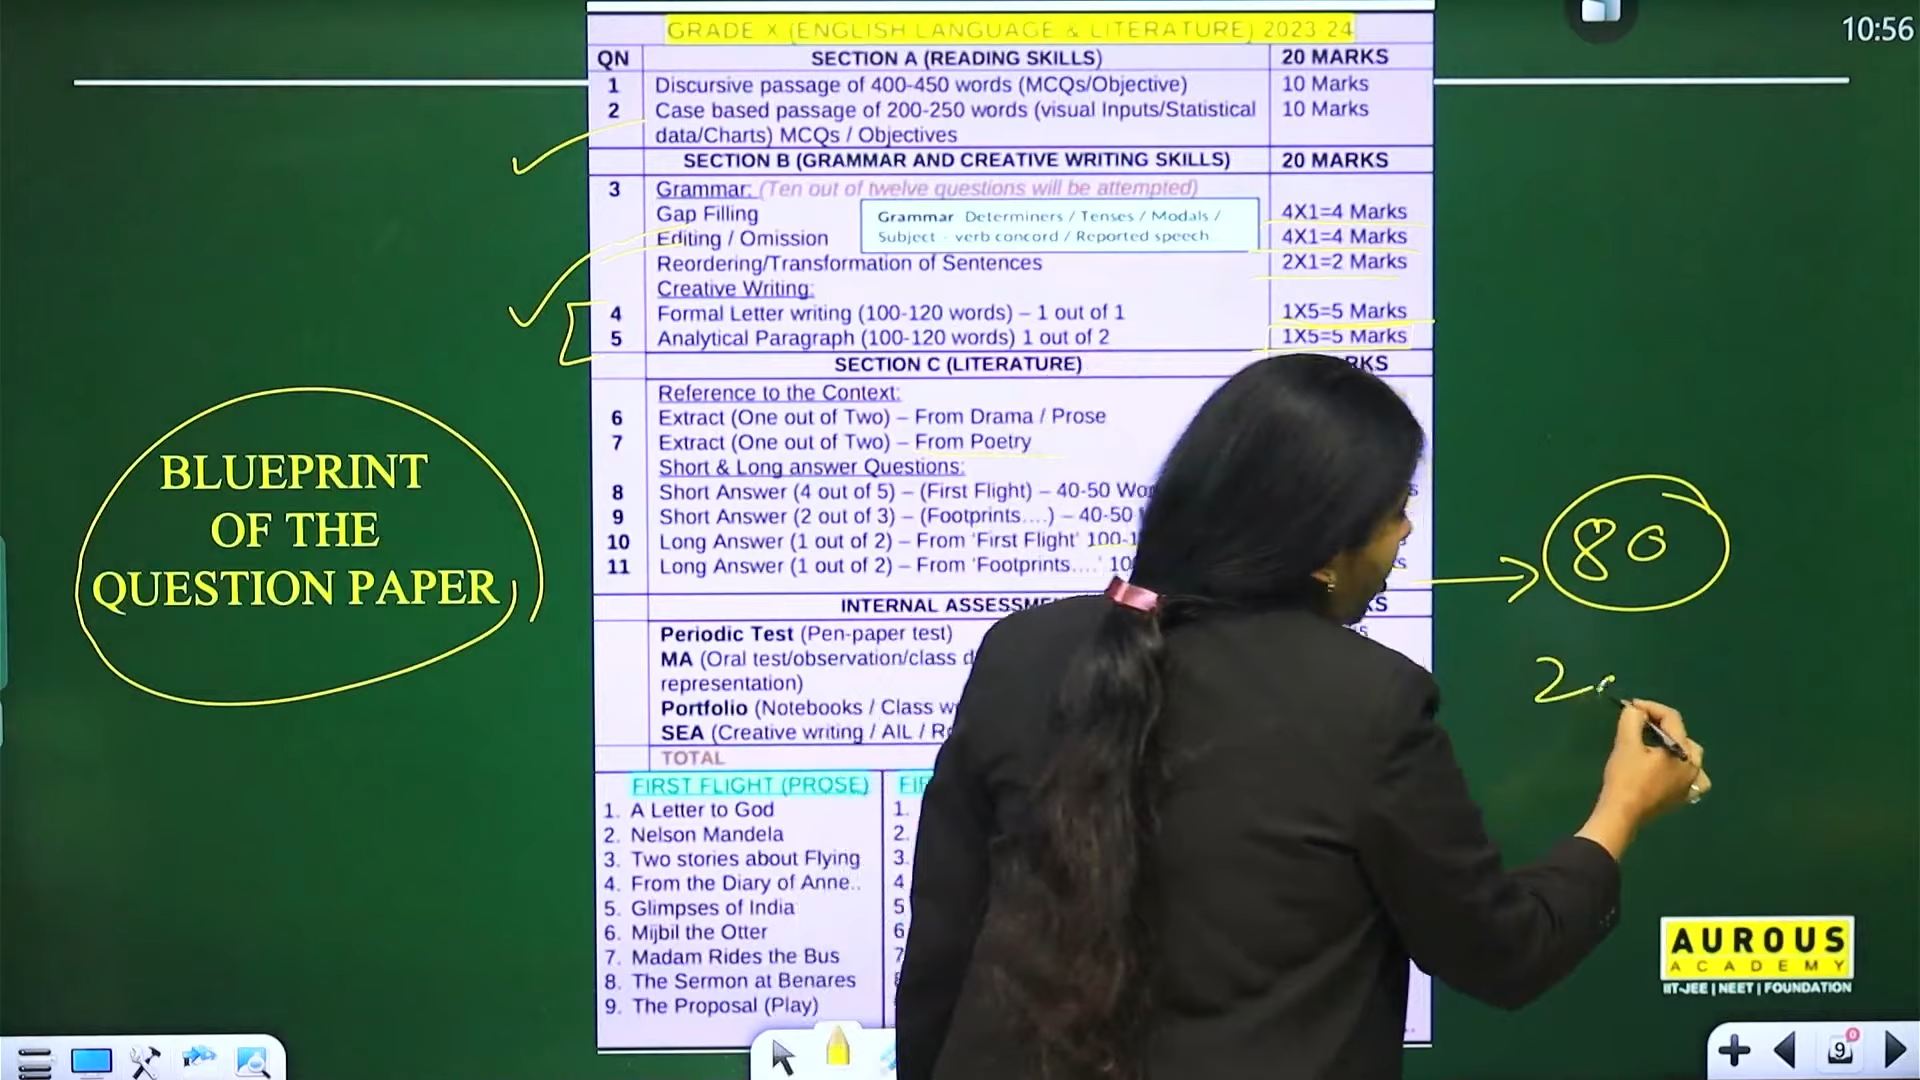 10:56
GRADE X (ENGLISH LANGUAGE & LITERATURE) 2023 24
QN SECTION A (READING SKILLS) 20 MARKS
1 Discursive passage of 400-450 words (MCQs/Objective) 10 Marks
2 Case based passage of 200-250 words (visual Inputs/Statistical 10 Marks
data/Charts) MCQs / Objectives
SECTION B (GRAMMAR AND CREATIVE WRITING SKILLS) 20 MARKS
3 Grammar: (Ten out of twelve questions will be attempted)
Gap Filling 4X1=4 Marks
Grammar Determiners / Tenses / Modals /
Subject - verb concord / Reported speech
Editing / Omission 4X1=4 Marks
Reordering/Transformation of Sentences 2X1=2 Marks
Creative Writing:
4 Formal Letter writing (100-120 words) – 1 out of 1 1X5=5 Marks
5 Analytical Paragraph (100-120 words) 1 out of 2 1X5=5 Marks
SECTION C (LITERATURE)
Reference to the Context:
6 Extract (One out of Two) – From Drama / Prose
7 Extract (One out of Two) – From Poetry
Short & Long answer Questions:
8 Short Answer (4 out of 5) – (First Flight) – 40-50
9 Short Answer (2 out of 3) – (Footprints....) – 40-50
10 Long Answer (1 out of 2) – From 'First Flight'
11 Long Answer (1 out of 2) – From 'Footprints....'
INTERNAL
Periodic Test (Pen-paper test)
MA (Oral test/observation/class
representation)
Portfolio (Notebooks / Class
SEA (Creative writing / AIL /
TOTAL
FIRST FLIGHT (PROSE)
1. A Letter to God 1.
2. Nelson Mandela 2.
3. Two stories about Flying 3.
4. From the Diary of Anne.. 4
5. Glimpses of India 5
6. Mijbil the Otter 6
7. Madam Rides the Bus 7
8. The Sermon at Benares
9. The Proposal (Play)
BLUEPRINT
OF THE
QUESTION PAPER
80
2
AUROUS
ACADEMY
IIT-JEE | NEET | FOUNDATION
9
0